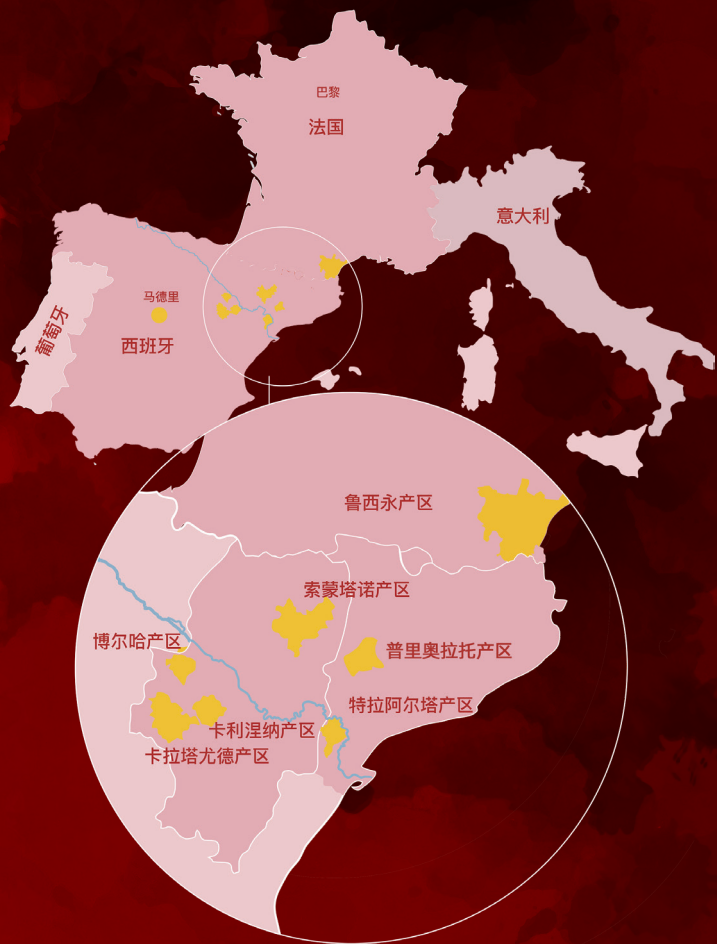 巴黎
法国
意大利
马德里
葡萄牙
西班牙
鲁西永产区
索蒙塔诺产区
博尔哈产区
普里奥拉托产区
特拉阿尔塔产区
卡利涅纳产区
卡拉塔尤德产区